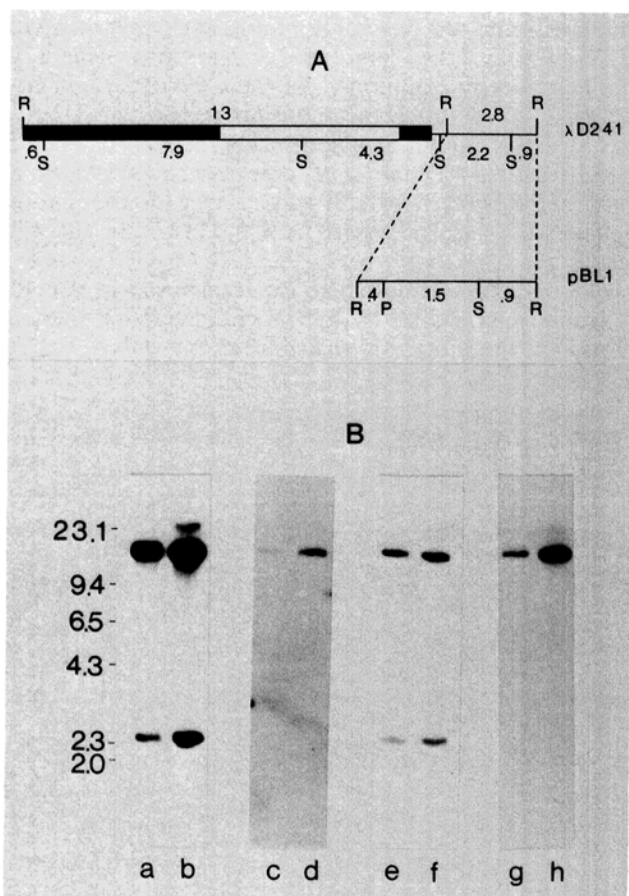 A
R 13 R 2.8 R
λD241
.6 S 7.9 S 4.3 S 2.2 S .9
pBL1
.4 1.5 .9
R P S R
B
23.1 -
9.4 -
6.5 -
4.3 -
2.3 -
2.0 -
a b c d e f g h